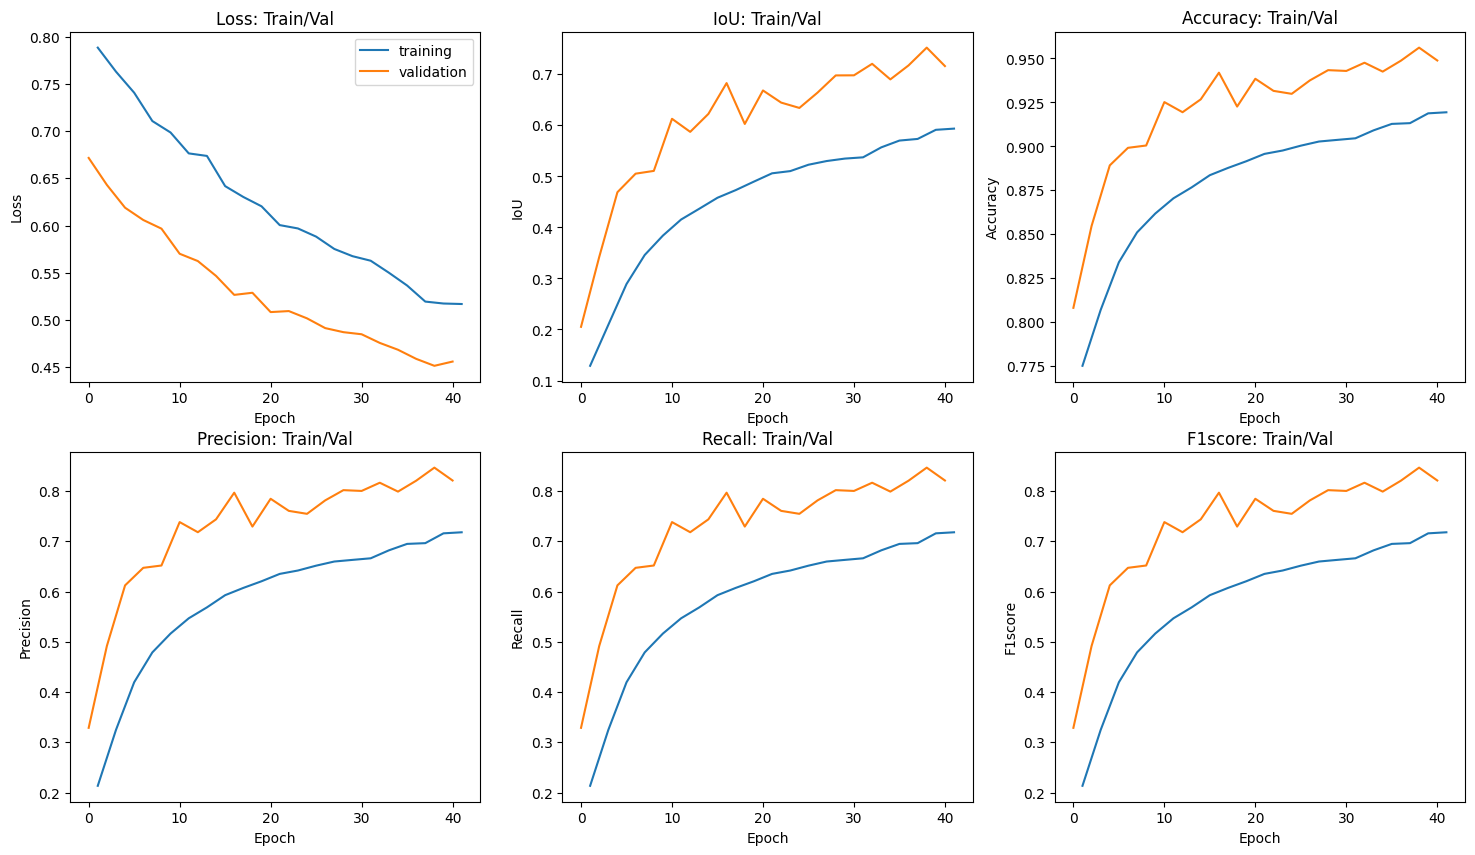 Loss: Train/Val
IoU: Train/Val
Accuracy: Train/Val
0.80
0.75
0.70
0.65
0.60
0.55
0.50
0.45
Loss
training
validation
0 10 20 30 40
Epoch
0.7
0.6
0.5
0.4
0.3
0.2
0.1
IoU
0 10 20 30 40
Epoch
0.950
0.925
0.900
0.875
0.850
0.825
0.800
0.775
Accuracy
0 10 20 30 40
Epoch
Precision: Train/Val
Recall: Train/Val
F1score: Train/Val
0.8
0.7
0.6
0.5
0.4
0.3
0.2
Precision
0 10 20 30 40
Epoch
0.8
0.7
0.6
0.5
0.4
0.3
0.2
Recall
0 10 20 30 40
Epoch
0.8
0.7
0.6
0.5
0.4
0.3
0.2
F1score
0 10 20 30 40
Epoch